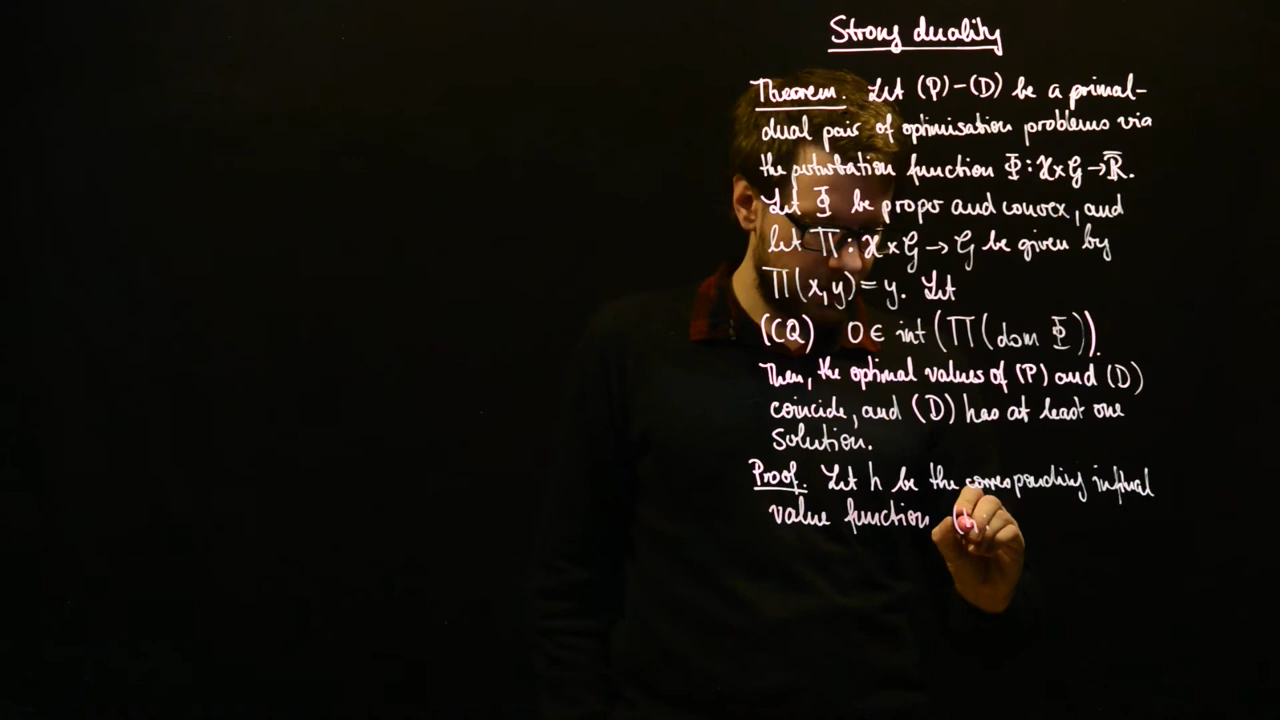 Strong duality
Theorem. Let (P)-(D) be a primal-
dual pair of optimisation problems via
the perturbation function Φ : 𝒳×𝒢→ℝ̄.
Let Φ be proper and convex, and
let Π : 𝒳×𝒢→𝒢 be given by
Π(x,y)=y. Let
(CQ) 0∈ int(Π(dom Φ)).
Then, the optimal values of (P) and (D)
coincide, and (D) has at least one
solution.
Proof. Let h be the corresponding infimal
value function (h